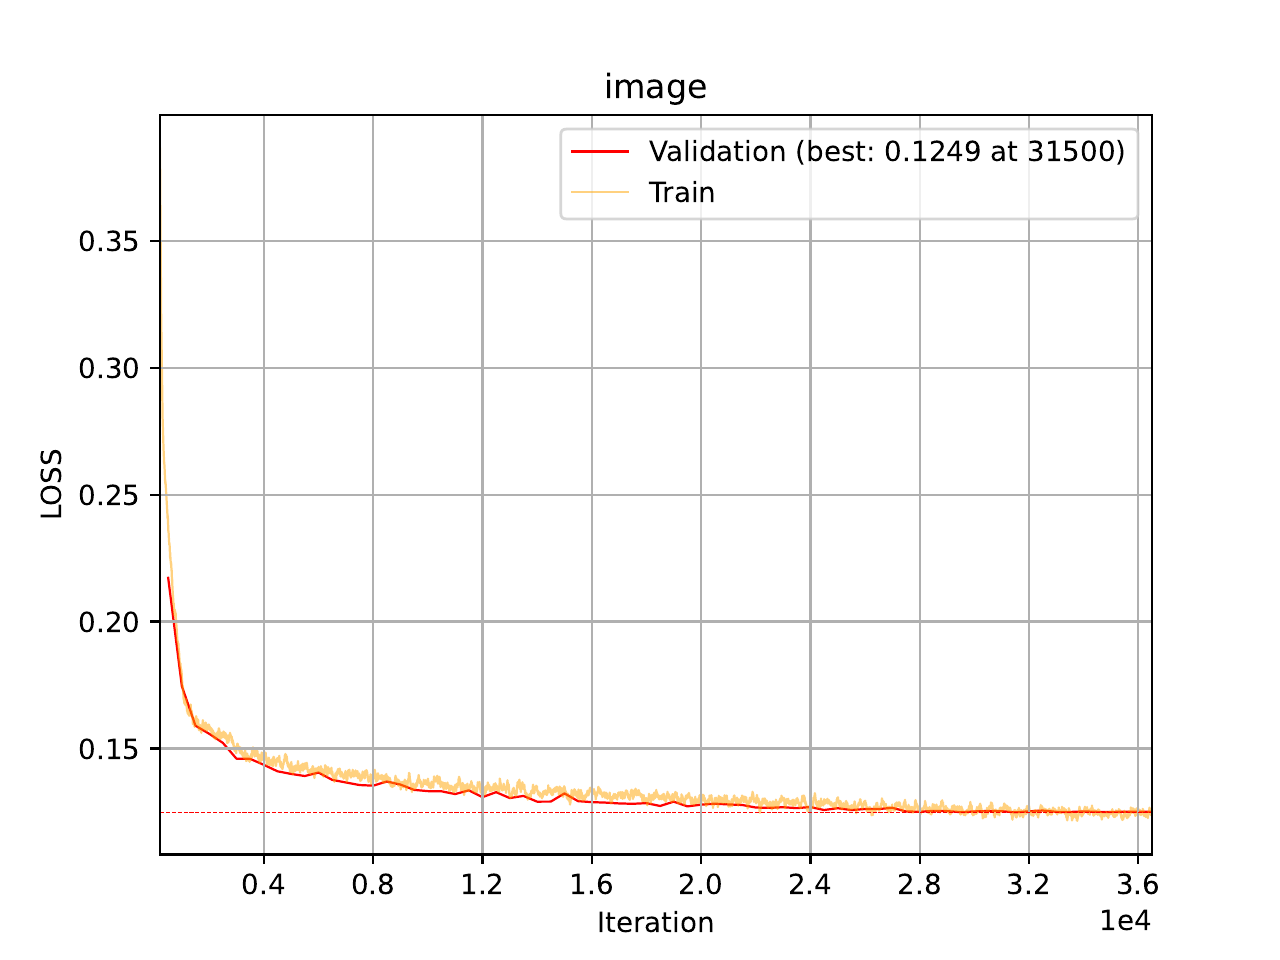 image
Validation (best: 0.1249 at 31500)
Train
0.35
0.30
0.25
0.20
0.15
LOSS
0.4 0.8 1.2 1.6 2.0 2.4 2.8 3.2 3.6
1e4
Iteration